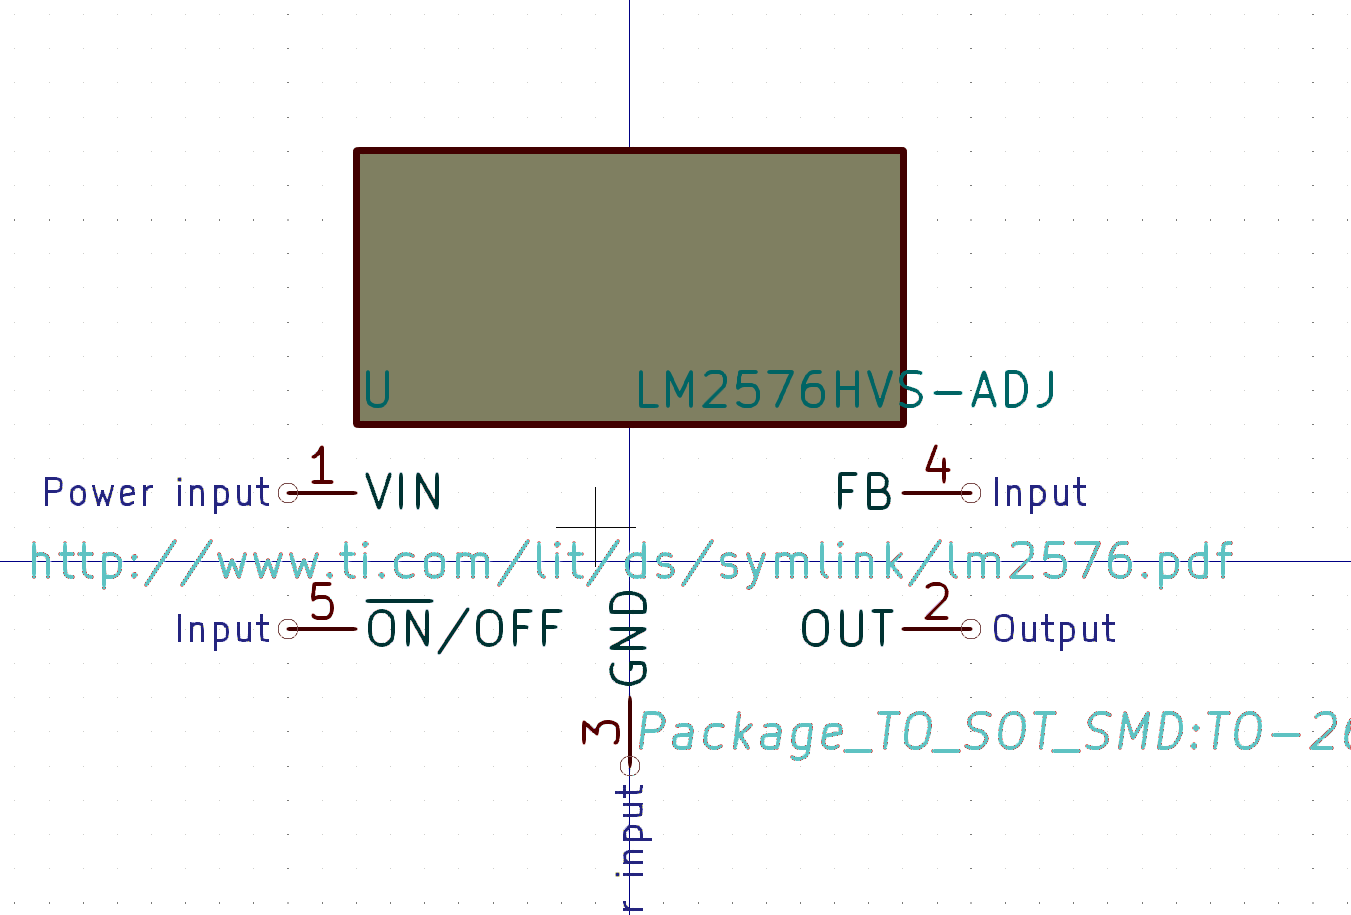 U LM2576HVS-ADJ
Power input 1 VIN FB 4 Input
http://www.ti.com/lit/ds/symlink/lm2576.pdf
Input 5 ON/OFF OUT 2 Output
GND
3
Package_TO_SOT_SMD:TO-26
r input